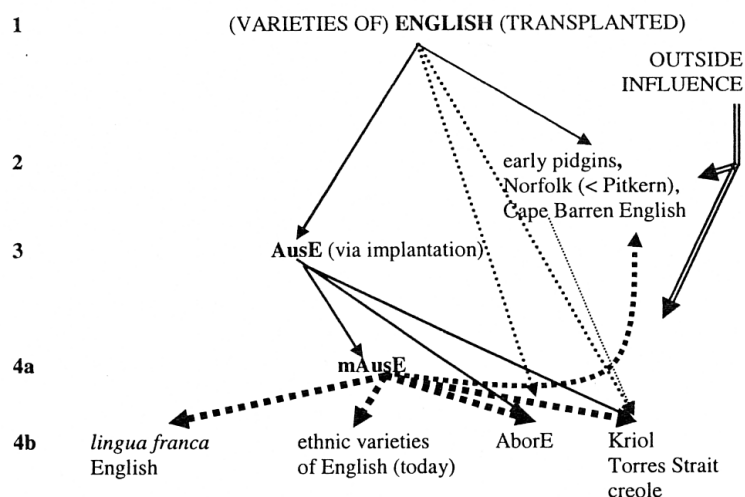 1 (VARIETIES OF) ENGLISH (TRANSPLANTED)
OUTSIDE
INFLUENCE
2 early pidgins,
Norfolk (< Pitkern),
Cape Barren English
3 AusE (via implantation)
4a mAusE
4b lingua franca
English
ethnic varieties
of English (today)
AborE
Kriol
Torres Strait
creole